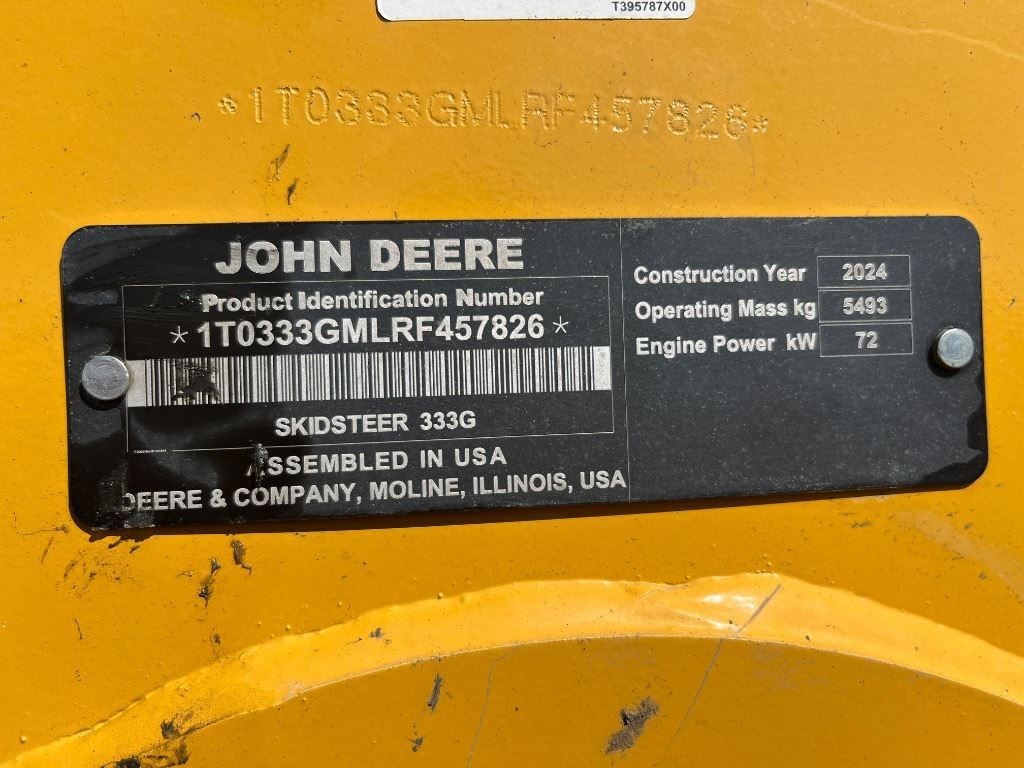 T395787X00
*1T0333GMLRF457826*
JOHN DEERE
Product Identification Number
*1T0333GMLRF457826*
SKIDSTEER 333G
ASSEMBLED IN USA
DEERE & COMPANY, MOLINE, ILLINOIS, USA
Construction Year 2024
Operating Mass kg 5493
Engine Power kW 72